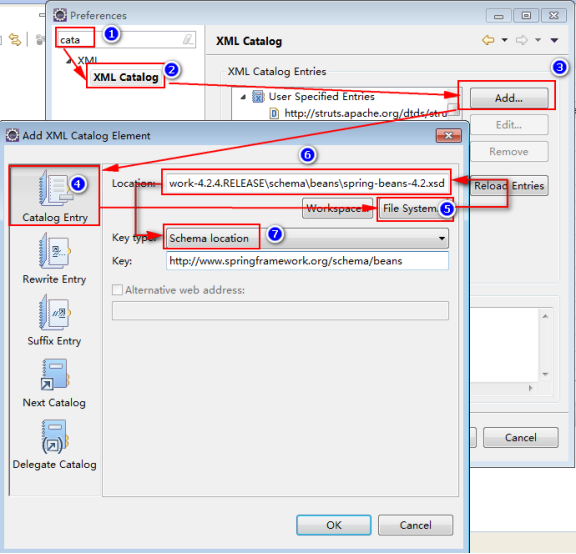 Preferences
cata
1
XML Catalog
XML
2
XML Catalog
3
XML Catalog Entries
User Specified Entries
http://struts.apache.org/dtds/stru
Add...
Edit...
Remove
Reload Entries
Cancel
Add XML Catalog Element
6
4
Catalog Entry
Rewrite Entry
Suffix Entry
Next Catalog
Delegate Catalog
Location:
work-4.2.4.RELEASE\schema\beans\spring-beans-4.2.xsd
Workspace...
File System...
5
Key type:
Schema location
7
Key:
http://www.springframework.org/schema/beans
Alternative web address:
OK
Cancel